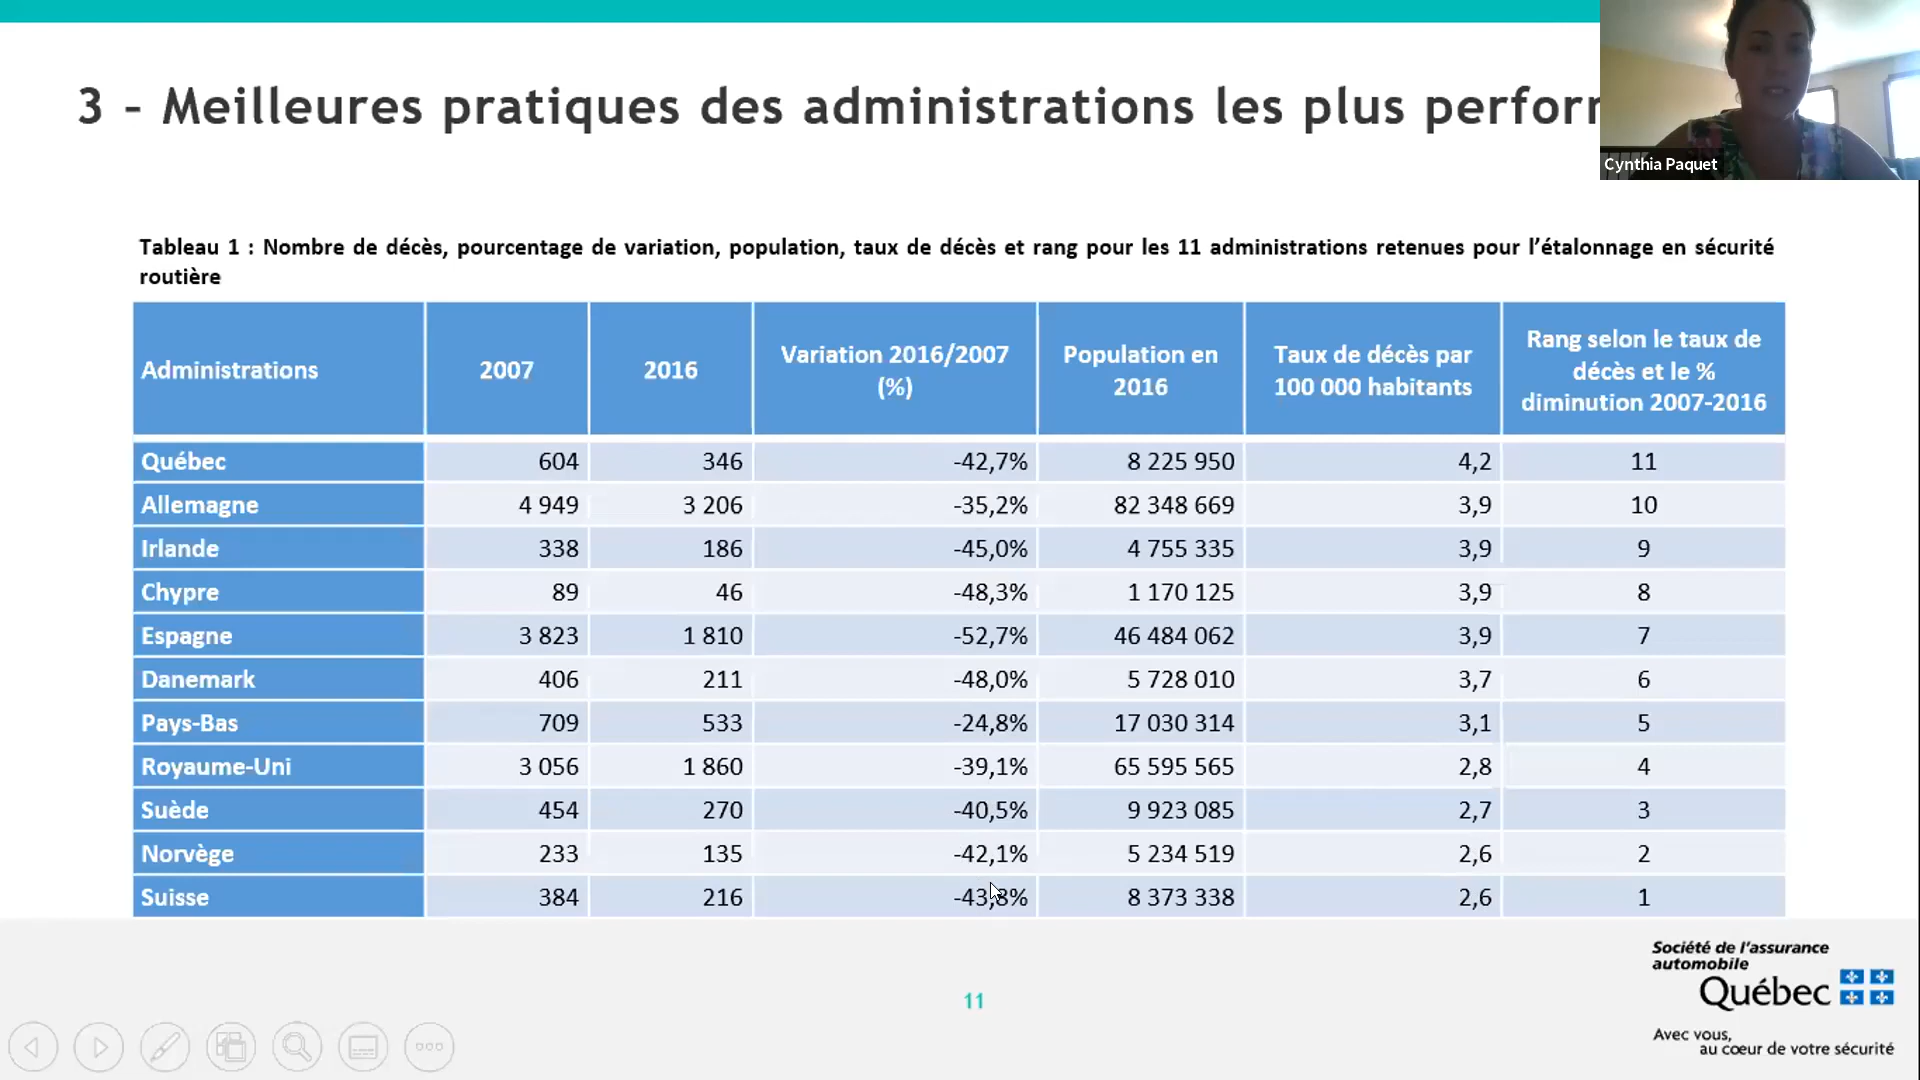 3 - Meilleures pratiques des administrations les plus perfor
Cynthia Paquet
Tableau 1 : Nombre de décès, pourcentage de variation, population, taux de décès et rang pour les 11 administrations retenues pour l'étalonnage en sécurité
routière
Administrations 2007 2016 Variation 2016/2007 (%) Population en 2016 Taux de décès par 100 000 habitants Rang selon le taux de décès et le % diminution 2007-2016
Québec 604 346 -42,7% 8 225 950 4,2 11
Allemagne 4 949 3 206 -35,2% 82 348 669 3,9 10
Irlande 338 186 -45,0% 4 755 335 3,9 9
Chypre 89 46 -48,3% 1 170 125 3,9 8
Espagne 3 823 1 810 -52,7% 46 484 062 3,9 7
Danemark 406 211 -48,0% 5 728 010 3,7 6
Pays-Bas 709 533 -24,8% 17 030 314 3,1 5
Royaume-Uni 3 056 1 860 -39,1% 65 595 565 2,8 4
Suède 454 270 -40,5% 9 923 085 2,7 3
Norvège 233 135 -42,1% 5 234 519 2,6 2
Suisse 384 216 -43,8% 8 373 338 2,6 1
11
Société de l'assurance
automobile
Québec
Avec vous,
au cœur de votre sécurité